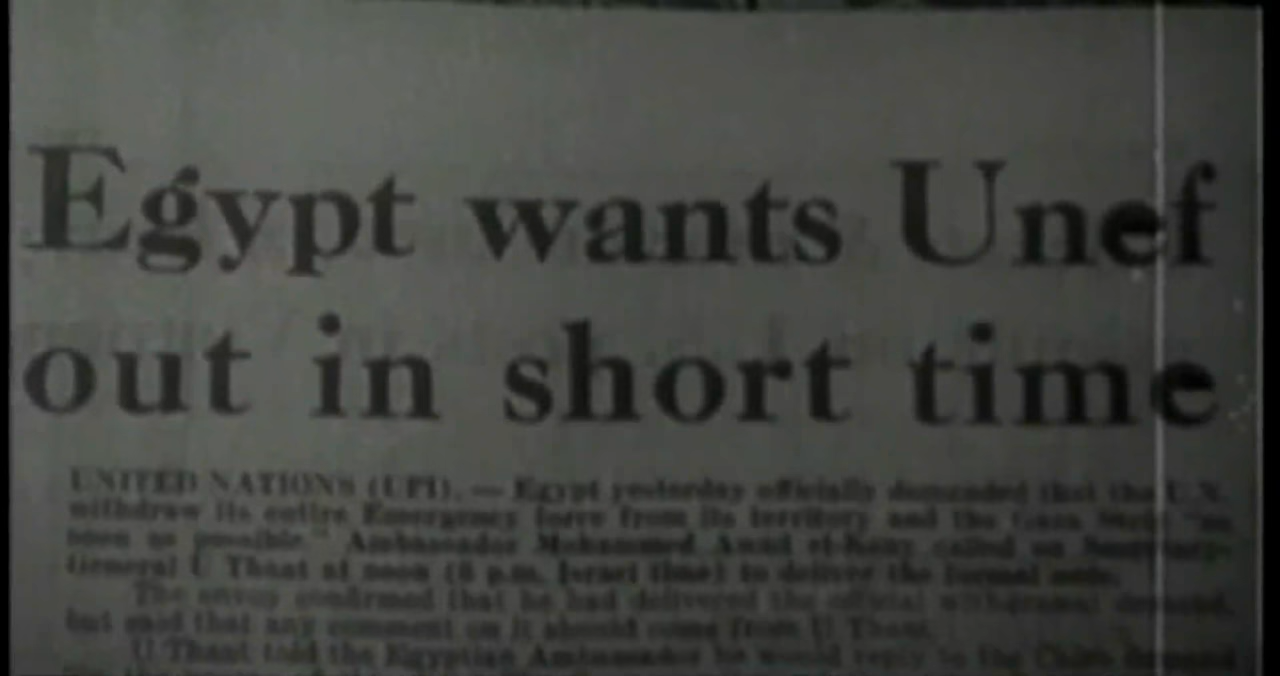 Egypt wants Unef
out in short time
UNITED NATIONS (UPI). — Egypt yesterday officially demanded that the U.N.
withdraw its entire Emergency force from its territory and the Gaza Strip "as
soon as possible." Ambassador Mohammed Awad el-Kony called on Secretary-
General U Thant at noon (6 p.m. Israel time) to deliver the formal note.
The envoy confirmed that he had delivered the official withdrawal demand,
but said that any comment on it should come from U Thant.
U Thant told the Egyptian Ambassador he would reply to the